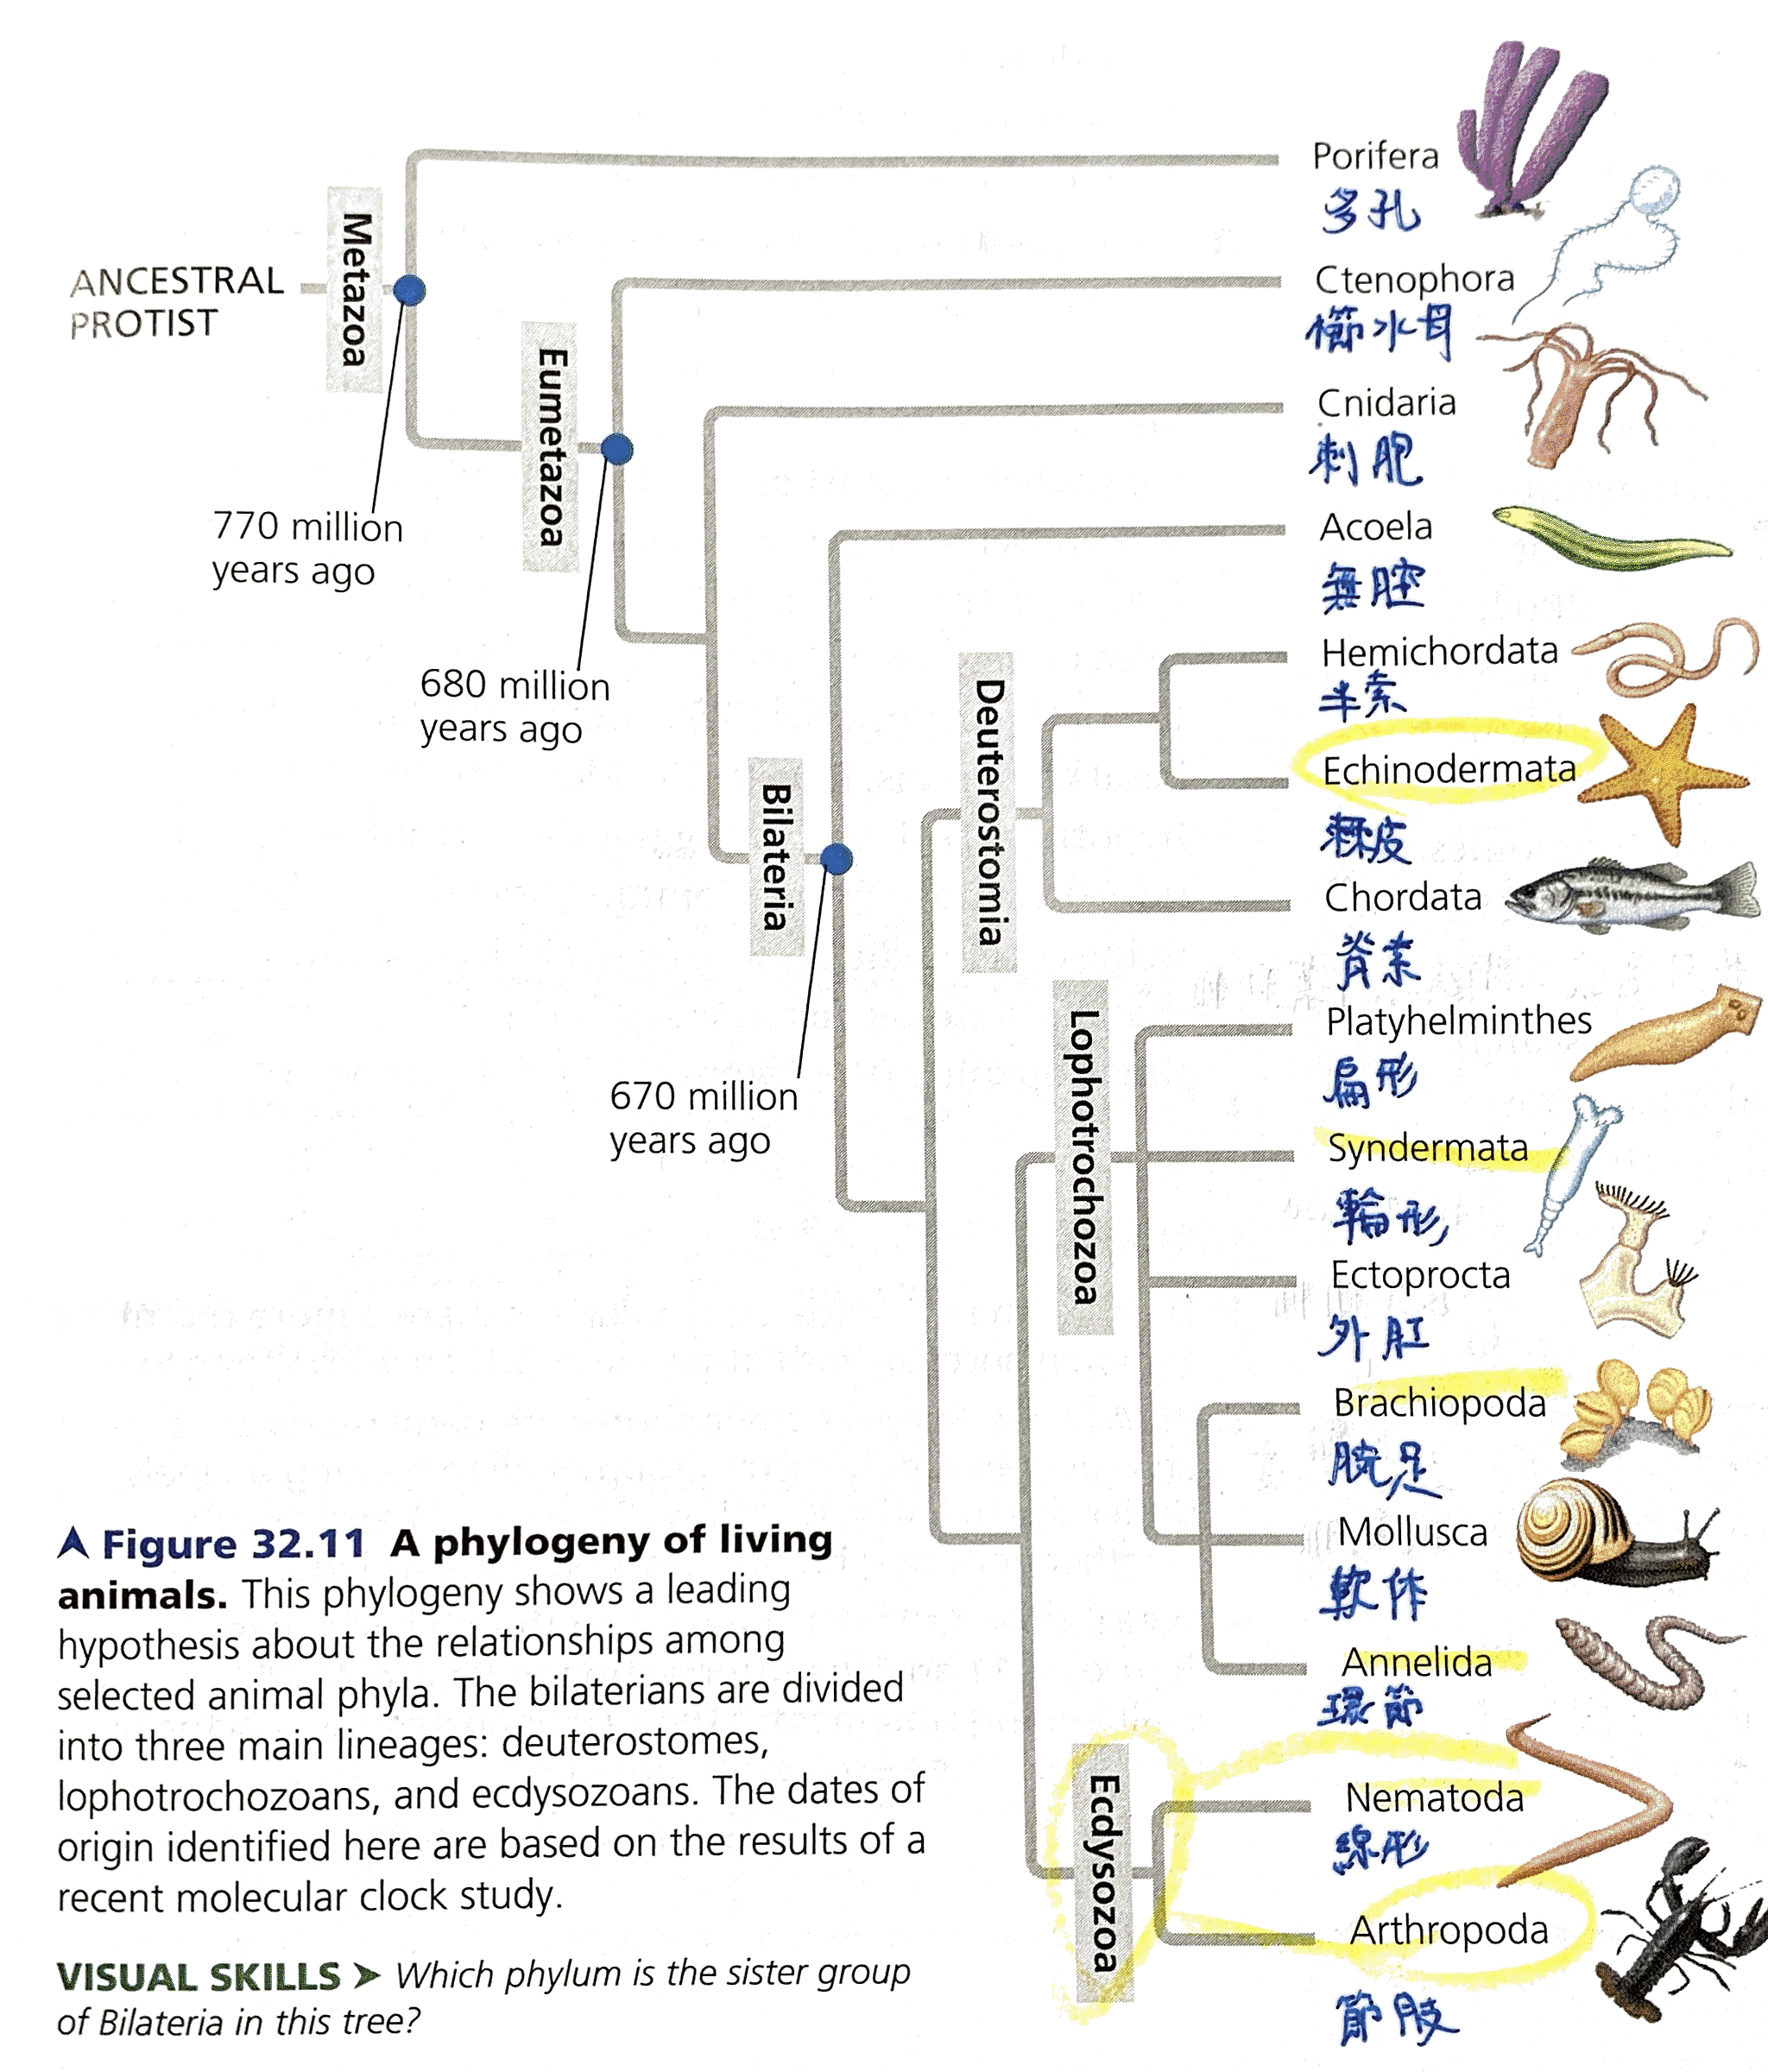 Porifera
多孔
Ctenophora
櫛水母
Cnidaria
刺胞
Acoela
無腔
Hemichordata
半索
Echinodermata
棘皮
Chordata
脊索
Platyhelminthes
扁形
Syndermata
輪形
Ectoprocta
外肛
Brachiopoda
腕足
Mollusca
軟体
Annelida
環節
Nematoda
線形
Arthropoda
節肢
ANCESTRAL
PROTIST
Metazoa
Eumetazoa
Bilateria
Deuterostomia
Lophotrochozoa
Ecdysozoa
770 million
years ago
680 million
years ago
670 million
years ago
Figure 32.11 A phylogeny of living
animals. This phylogeny shows a leading
hypothesis about the relationships among
selected animal phyla. The bilaterians are divided
into three main lineages: deuterostomes,
lophotrochozoans, and ecdysozoans. The dates of
origin identified here are based on the results of a
recent molecular clock study.
VISUAL SKILLS ➤ Which phylum is the sister group
of Bilateria in this tree?